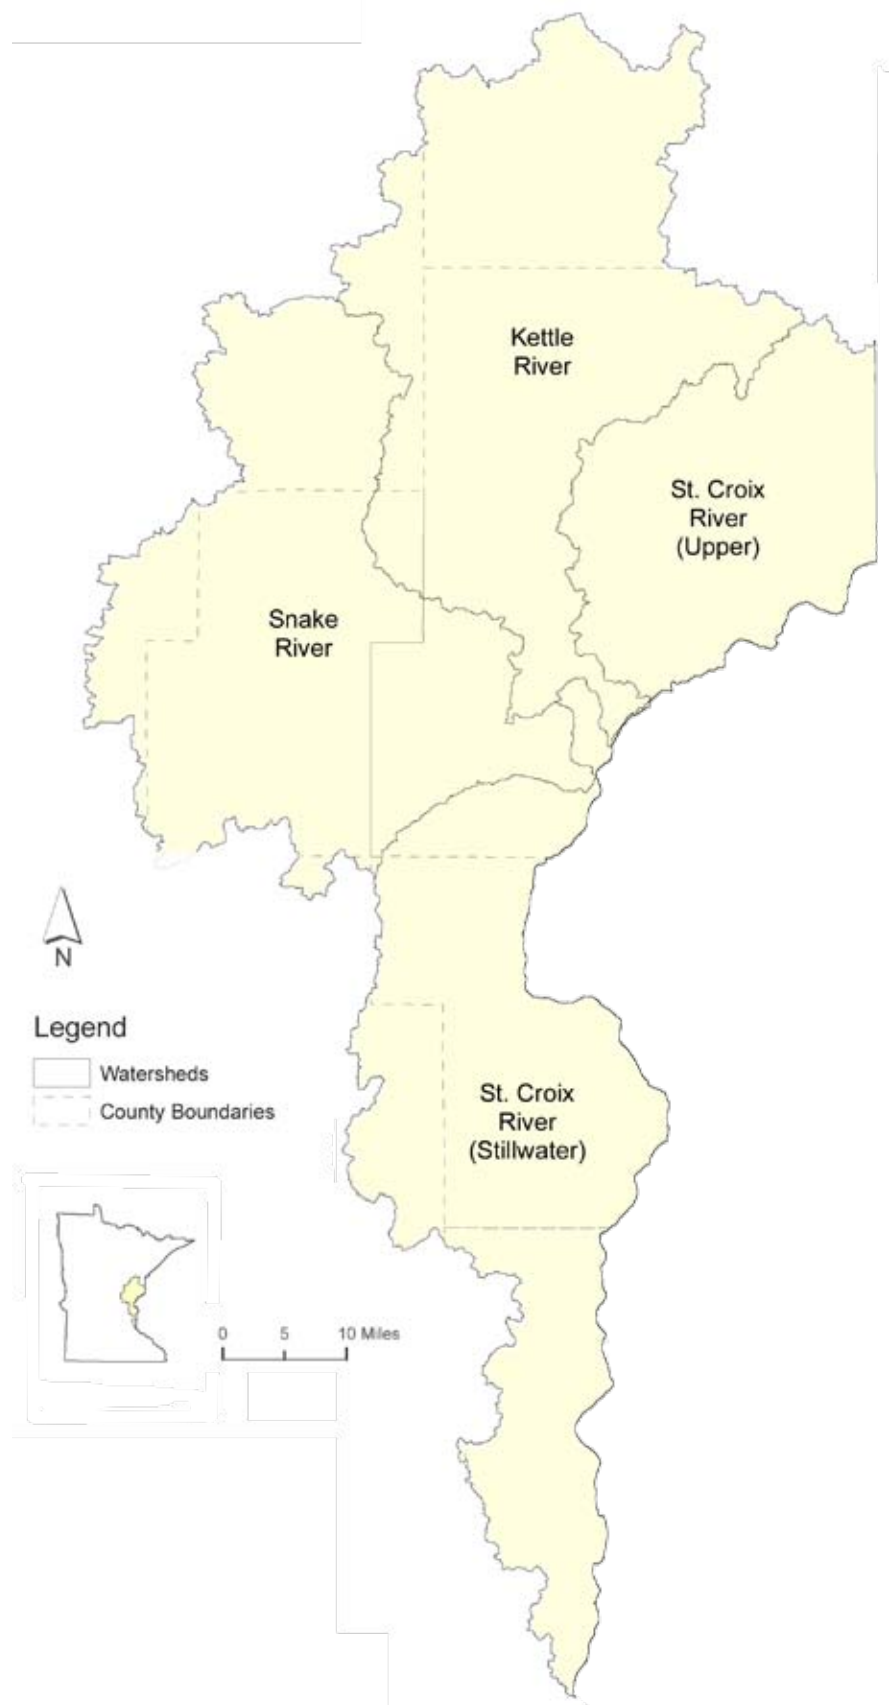 Kettle
River
St. Croix
River
(Upper)
Snake
River
N
Legend
Watersheds
County Boundaries
St. Croix
River
(Stillwater)
0 5 10 Miles